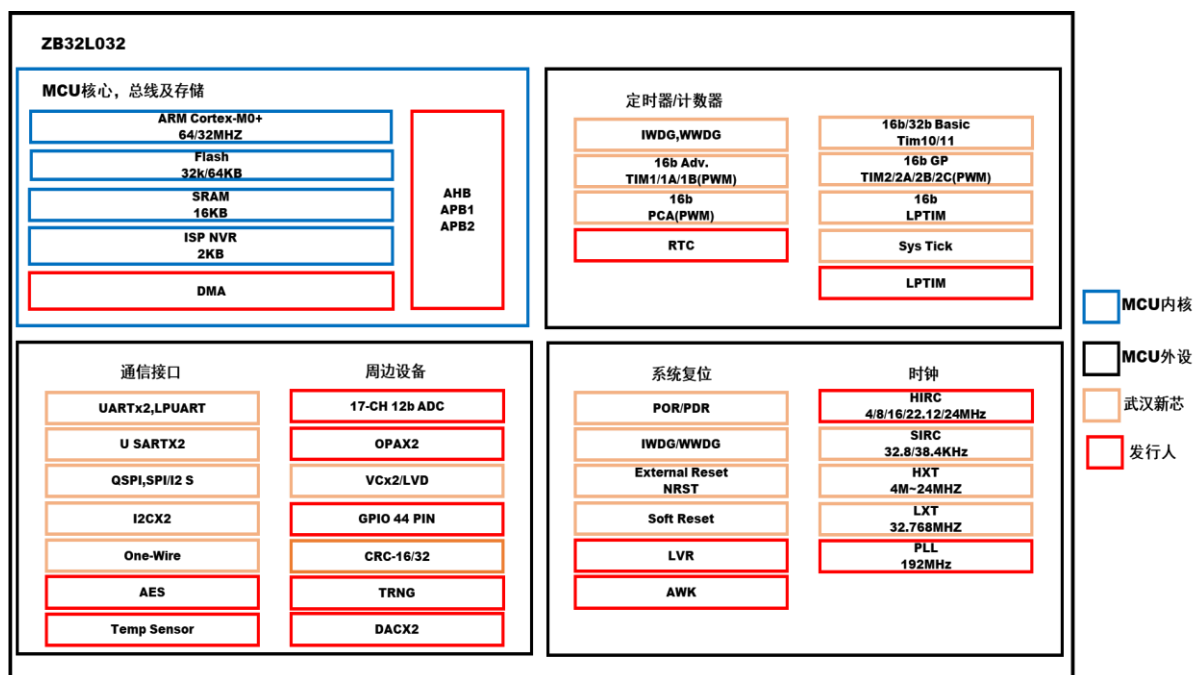 ZB32L032
MCU核心，总线及存储
ARM Cortex-M0+
64/32MHZ
Flash
32k/64KB
SRAM
16KB
ISP NVR
2KB
DMA
AHB
APB1
APB2
定时器/计数器
IWDG,WWDG
16b Adv.
TIM1/1A/1B(PWM)
16b
PCA(PWM)
RTC
16b/32b Basic
Tim10/11
16b GP
TIM2/2A/2B/2C(PWM)
16b
LPTIM
Sys Tick
LPTIM
通信接口
UARTx2,LPUART
U SARTX2
QSPI,SPI/I2 S
I2CX2
One-Wire
AES
Temp Sensor
周边设备
17-CH 12b ADC
OPAX2
VCx2/LVD
GPIO 44 PIN
CRC-16/32
TRNG
DACX2
系统复位
POR/PDR
IWDG/WWDG
External Reset
NRST
Soft Reset
LVR
AWK
时钟
HIRC
4/8/16/22.12/24MHz
SIRC
32.8/38.4KHz
HXT
4M~24MHZ
LXT
32.768MHZ
PLL
192MHz
MCU内核
MCU外设
武汉新芯
发行人